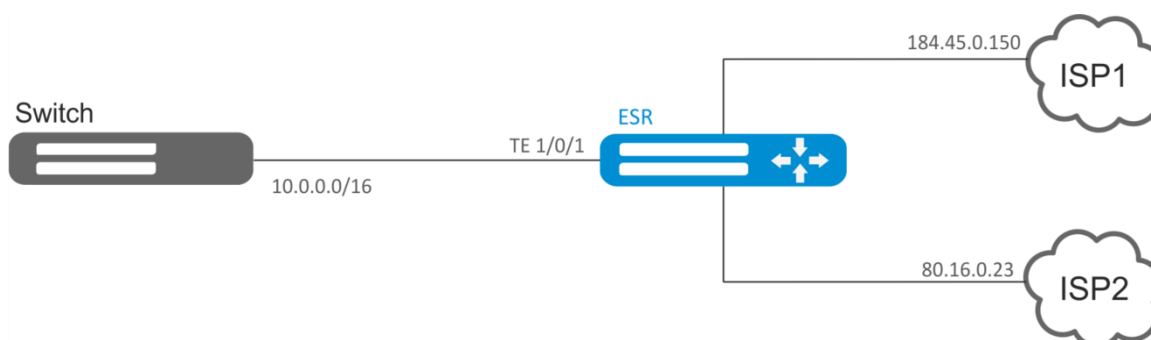 184.45.0.150
ISP1
Switch
ESR
TE 1/0/1
10.0.0.0/16
80.16.0.23
ISP2